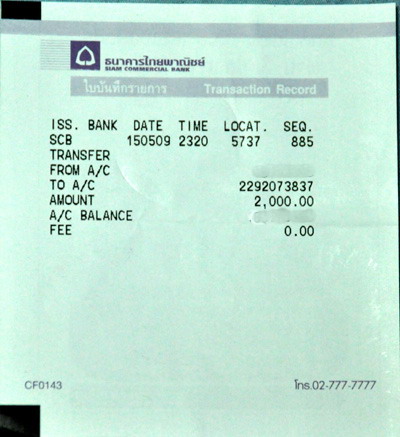 ธนาคารไทยพาณิชย์
SIAM COMMERCIAL BANK
ใบบันทึกรายการ Transaction Record
ISS. BANK DATE TIME LOCAT. SEQ.
SCB 150509 2320 5737 885
TRANSFER
FROM A/C
TO A/C 2292073837
AMOUNT 2,000.00
A/C BALANCE
FEE 0.00
CF0143 โทร.02-777-7777